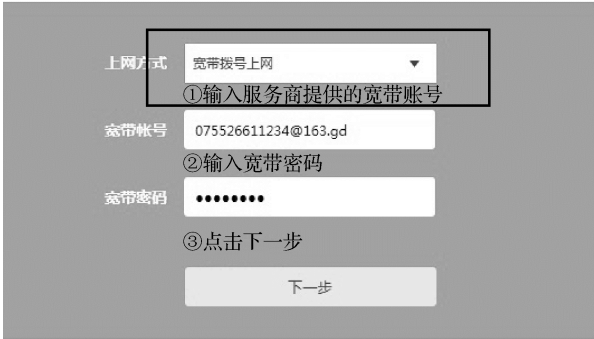 上网方式 宽带拨号上网
①输入服务商提供的宽带账号
宽带帐号 075526611234@163.gd
②输入宽带密码
宽带密码 ••••••••
③点击下一步
下一步